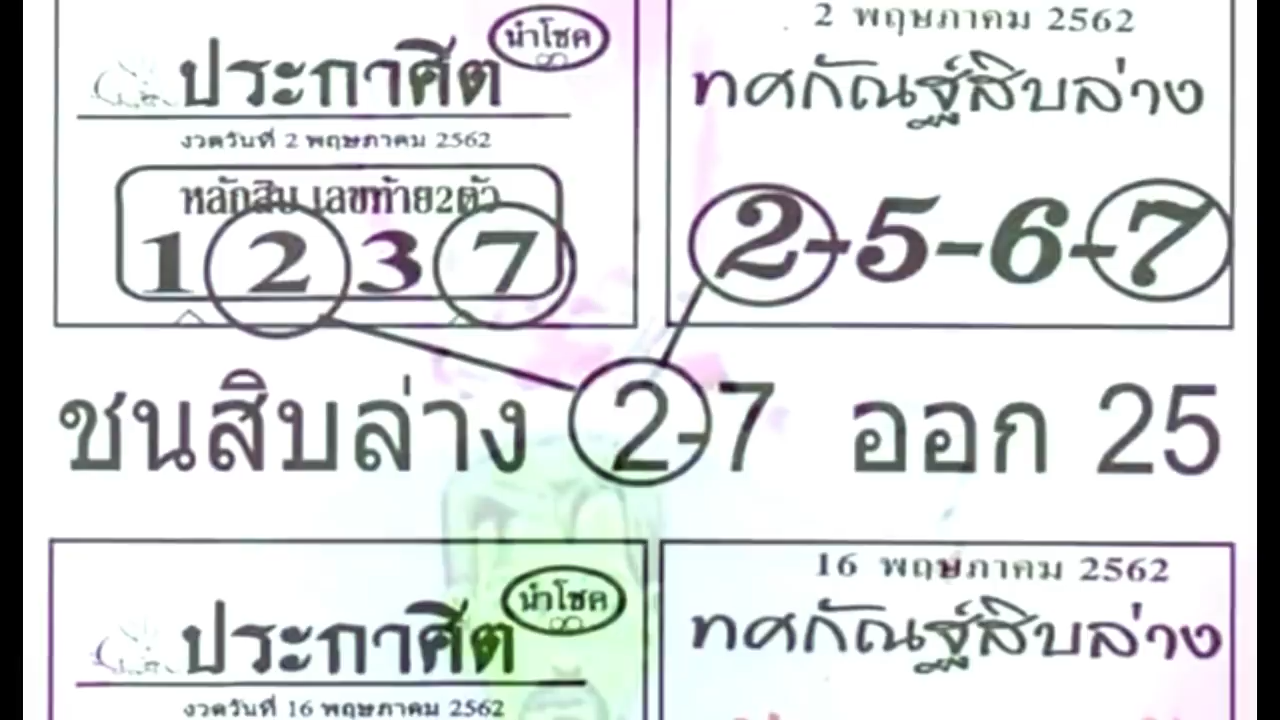 นำโชค
ประกาศีต
งวดวันที่ 2 พฤษภาคม 2562
หลักสิบ เลขท้าย2ตัว
1 2 3 7
2 พฤษภาคม 2562
ทศกัณฐ์สิบล่าง
2-5-6-7
ชนสิบล่าง 2-7 ออก 25
นำโชค
ประกาศีต
งวดวันที่ 16 พฤษภาคม 2562
16 พฤษภาคม 2562
ทศกัณฐ์สิบล่าง